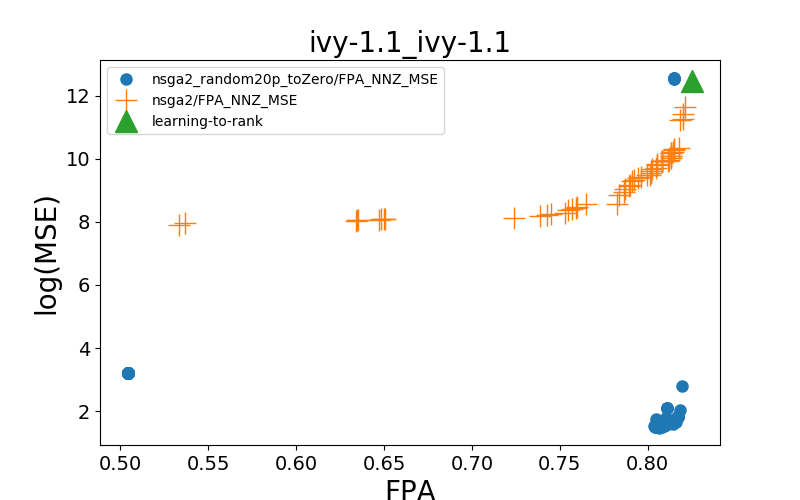 ivy-1.1_ivy-1.1
nsga2_random20p_toZero/FPA_NNZ_MSE
nsga2/FPA_NNZ_MSE
learning-to-rank
log(MSE)
12
10
8
6
4
2
0.50 0.55 0.60 0.65 0.70 0.75 0.80
FPA